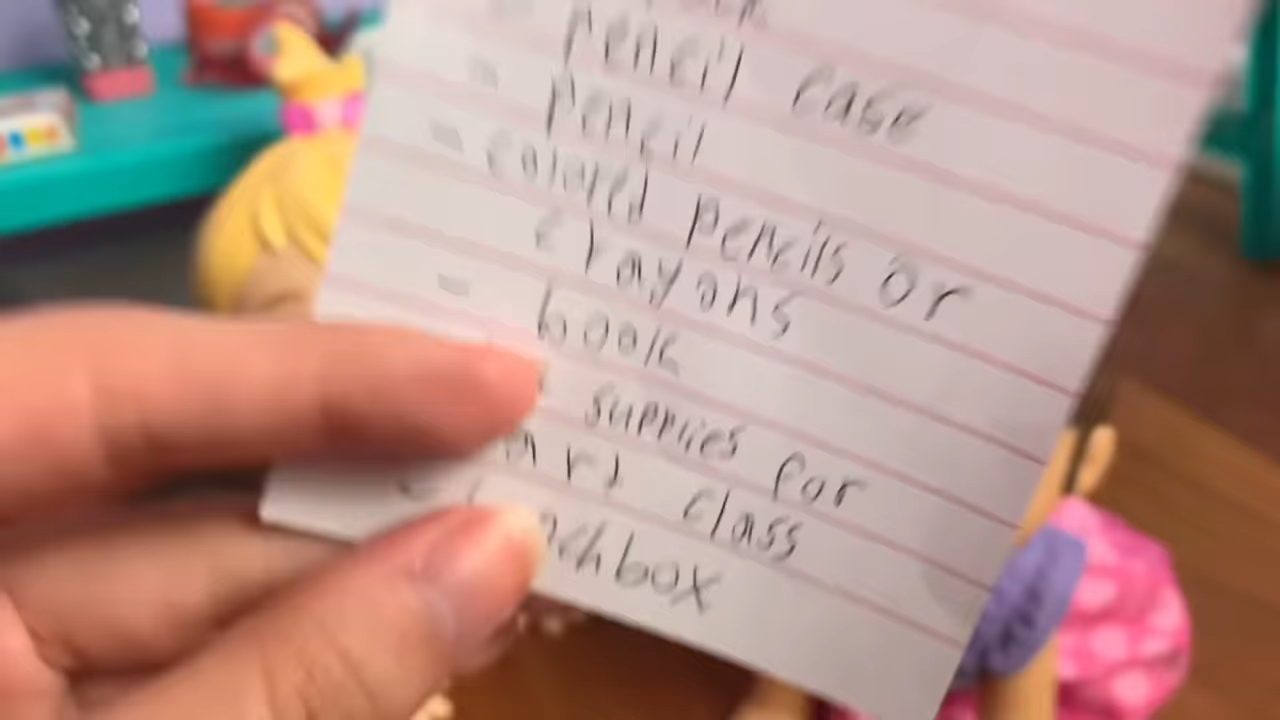 pencil case
- pencil
- colored pencils or
crayons
- book
supplies for
art class
- lunchbox